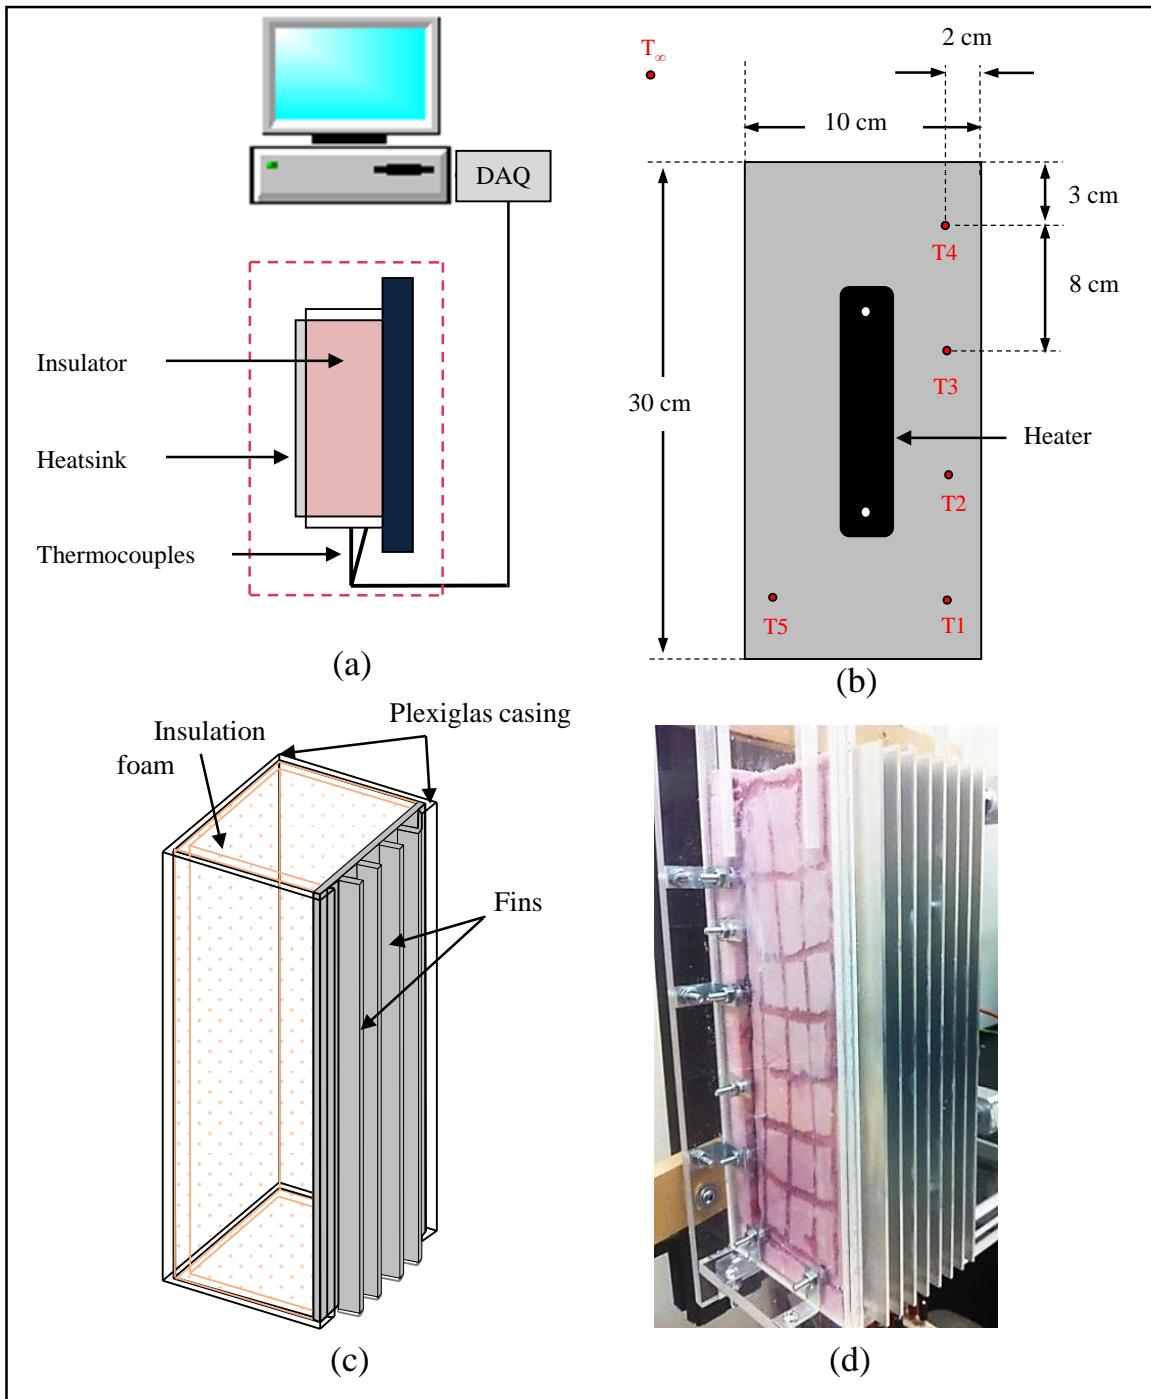 DAQ
Insulator
Heatsink
Thermocouples
(a)
T∞
2 cm
10 cm
3 cm
T4
8 cm
T3
30 cm
Heater
T2
T5
T1
(b)
Plexiglas casing
Insulation
foam
Fins
(c)
(d)